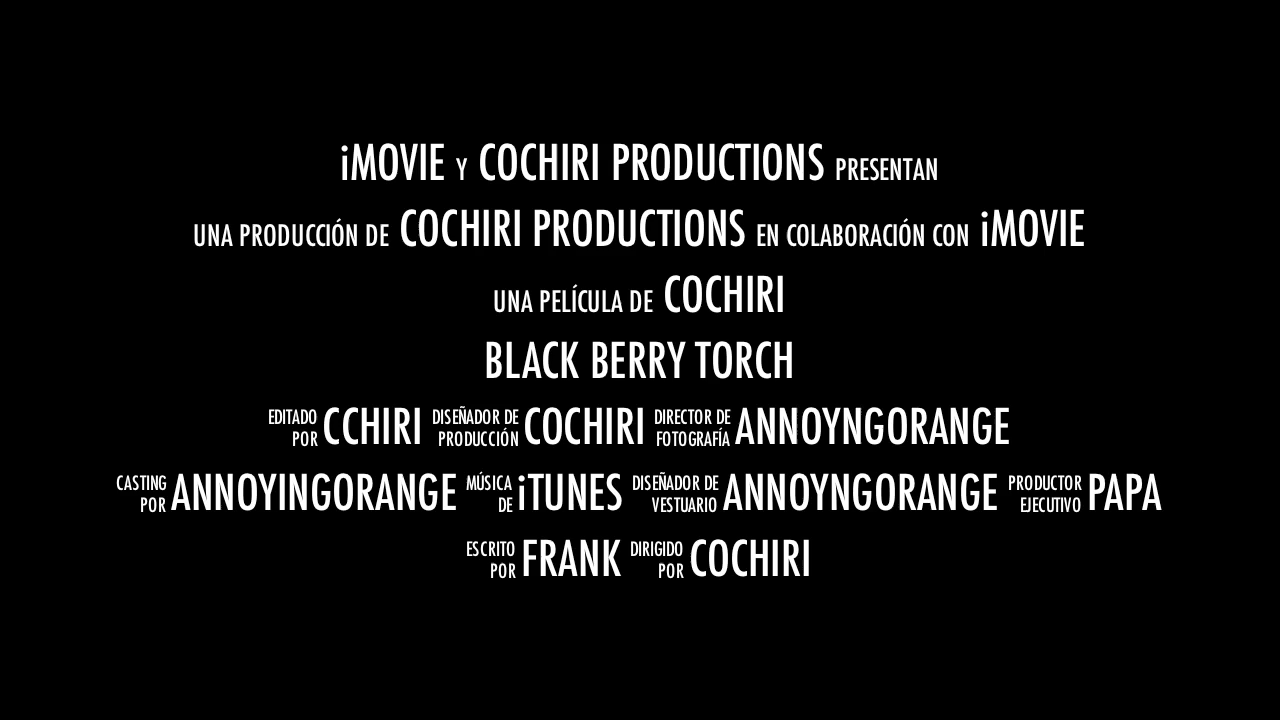 iMOVIE Y COCHIRI PRODUCTIONS PRESENTAN
UNA PRODUCCIÓN DE COCHIRI PRODUCTIONS EN COLABORACIÓN CON iMOVIE
UNA PELÍCULA DE COCHIRI
BLACK BERRY TORCH
EDITADO POR CCHIRI DISEÑADOR DE PRODUCCIÓN COCHIRI DIRECTOR DE FOTOGRAFÍA ANNOYNGORANGE
CASTING POR ANNOYINGORANGE MÚSICA DE iTUNES DISEÑADOR DE VESTUARIO ANNOYNGORANGE PRODUCTOR EJECUTIVO PAPA
ESCRITO POR FRANK DIRIGIDO POR COCHIRI